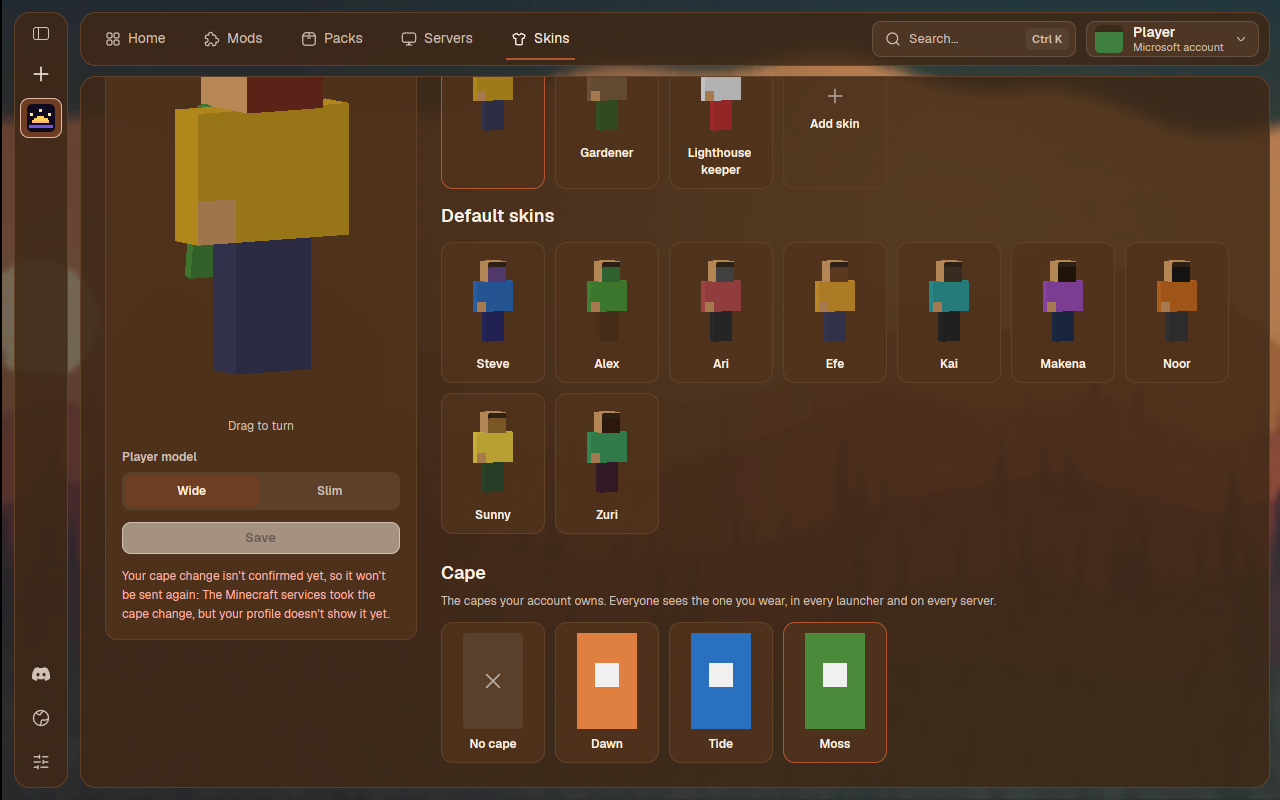 Home
Mods
Packs
Servers
Skins
Search...
Ctrl K
Player
Microsoft account
Gardener
Lighthouse
keeper
Add skin
Default skins
Steve
Alex
Ari
Efe
Kai
Makena
Noor
Drag to turn
Player model
Wide
Slim
Save
Your cape change isn't confirmed yet, so it won't
be sent again: The Minecraft services took the
cape change, but your profile doesn't show it yet.
Sunny
Zuri
Cape
The capes your account owns. Everyone sees the one you wear, in every launcher and on every server.
No cape
Dawn
Tide
Moss